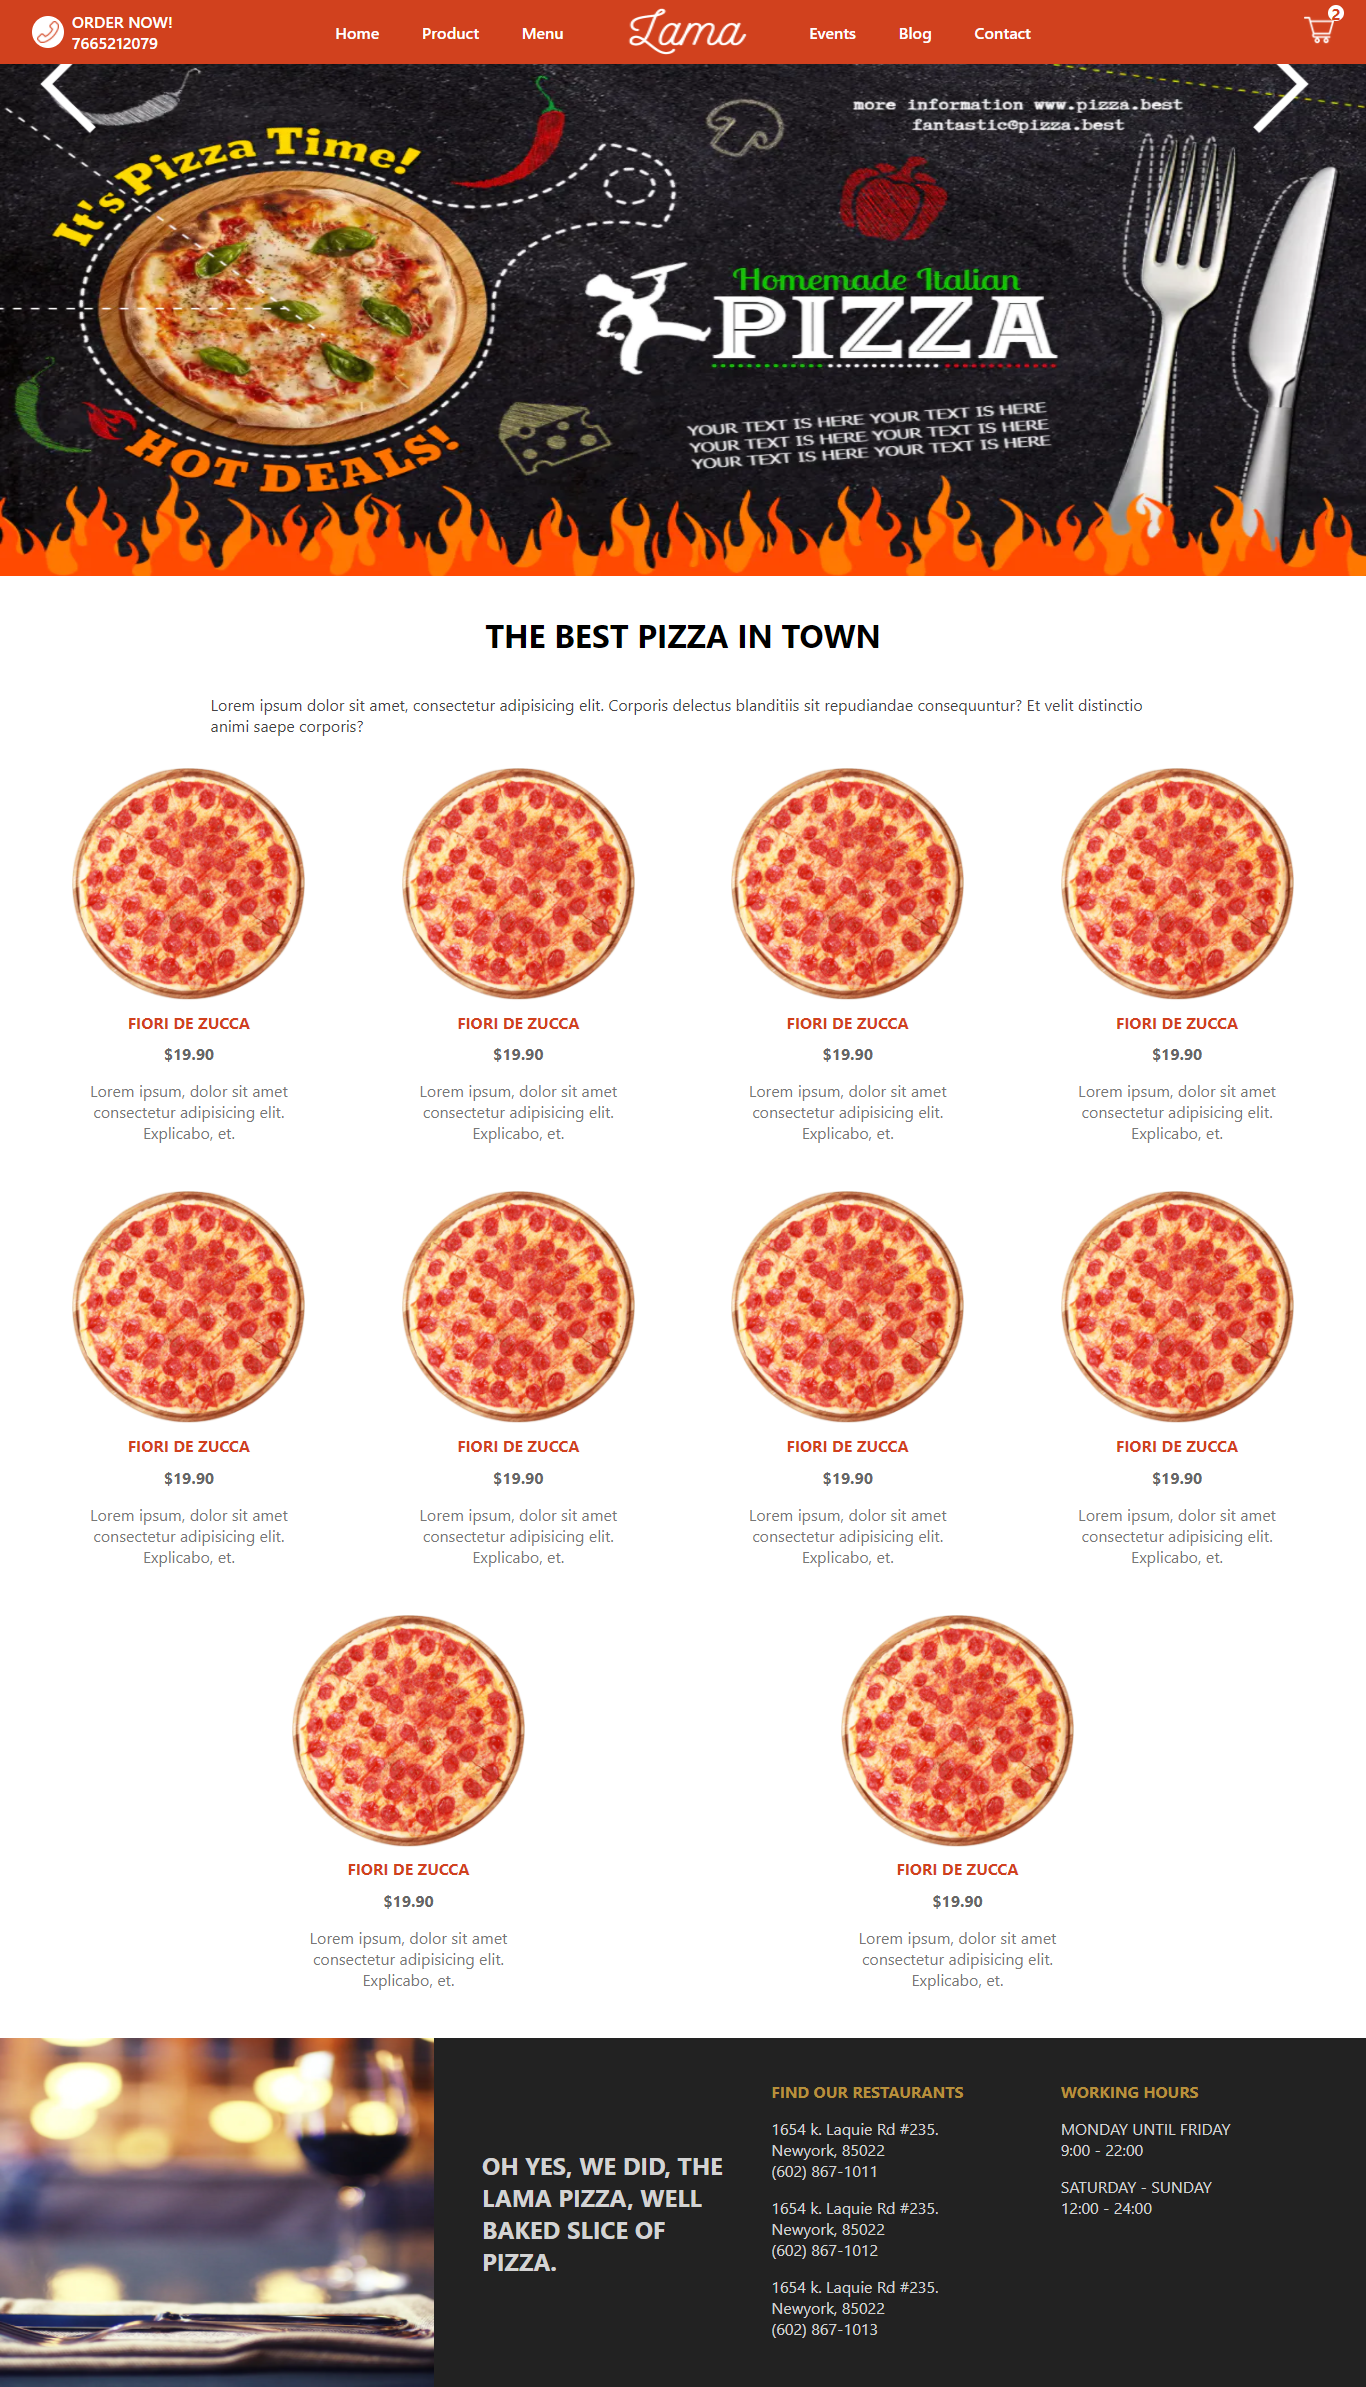 ORDER NOW!
7665212079
Home
Product
Menu
Lama
Events
Blog
Contact
2
more information www.pizza.best
fantastic@pizza.best
It's Pizza Time!
Homemade Italian
PIZZA
YOUR TEXT IS HERE YOUR TEXT IS HERE
YOUR TEXT IS HERE YOUR TEXT IS HERE
YOUR TEXT IS HERE YOUR TEXT IS HERE
HOT DEALS!
THE BEST PIZZA IN TOWN
Lorem ipsum dolor sit amet, consectetur adipisicing elit. Corporis delectus blanditiis sit repudiandae consequuntur? Et velit distinctio
animi saepe corporis?
FIORI DE ZUCCA
$19.90
Lorem ipsum, dolor sit amet
consectetur adipisicing elit.
Explicabo, et.
FIORI DE ZUCCA
$19.90
Lorem ipsum, dolor sit amet
consectetur adipisicing elit.
Explicabo, et.
FIORI DE ZUCCA
$19.90
Lorem ipsum, dolor sit amet
consectetur adipisicing elit.
Explicabo, et.
FIORI DE ZUCCA
$19.90
Lorem ipsum, dolor sit amet
consectetur adipisicing elit.
Explicabo, et.
FIORI DE ZUCCA
$19.90
Lorem ipsum, dolor sit amet
consectetur adipisicing elit.
Explicabo, et.
FIORI DE ZUCCA
$19.90
Lorem ipsum, dolor sit amet
consectetur adipisicing elit.
Explicabo, et.
FIORI DE ZUCCA
$19.90
Lorem ipsum, dolor sit amet
consectetur adipisicing elit.
Explicabo, et.
FIORI DE ZUCCA
$19.90
Lorem ipsum, dolor sit amet
consectetur adipisicing elit.
Explicabo, et.
FIORI DE ZUCCA
$19.90
Lorem ipsum, dolor sit amet
consectetur adipisicing elit.
Explicabo, et.
FIORI DE ZUCCA
$19.90
Lorem ipsum, dolor sit amet
consectetur adipisicing elit.
Explicabo, et.
OH YES, WE DID, THE
LAMA PIZZA, WELL
BAKED SLICE OF
PIZZA.
FIND OUR RESTAURANTS
1654 k. Laquie Rd #235.
Newyork, 85022
(602) 867-1011
1654 k. Laquie Rd #235.
Newyork, 85022
(602) 867-1012
1654 k. Laquie Rd #235.
Newyork, 85022
(602) 867-1013
WORKING HOURS
MONDAY UNTIL FRIDAY
9:00 - 22:00
SATURDAY - SUNDAY
12:00 - 24:00